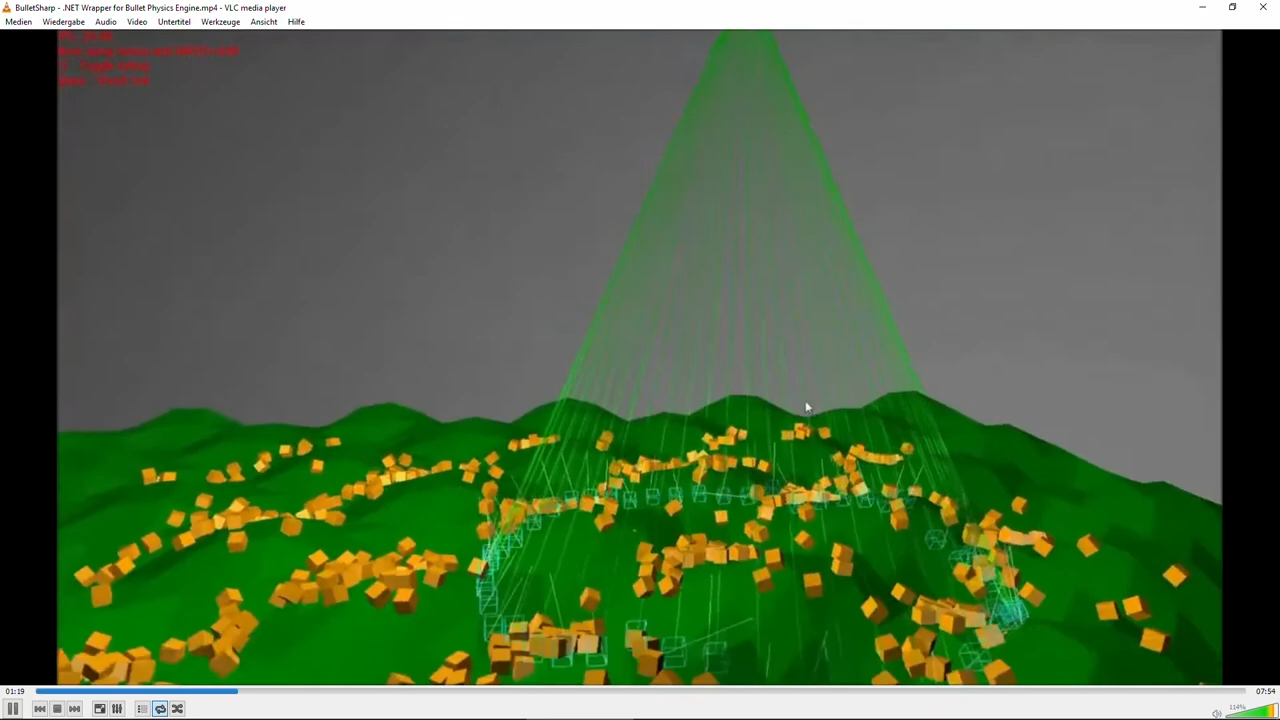 BulletSharp - .NET Wrapper for Bullet Physics Engine.mp4 - VLC media player
Medien Wiedergabe Audio Video Untertitel Werkzeuge Ansicht Hilfe
01:19
07:54
114%